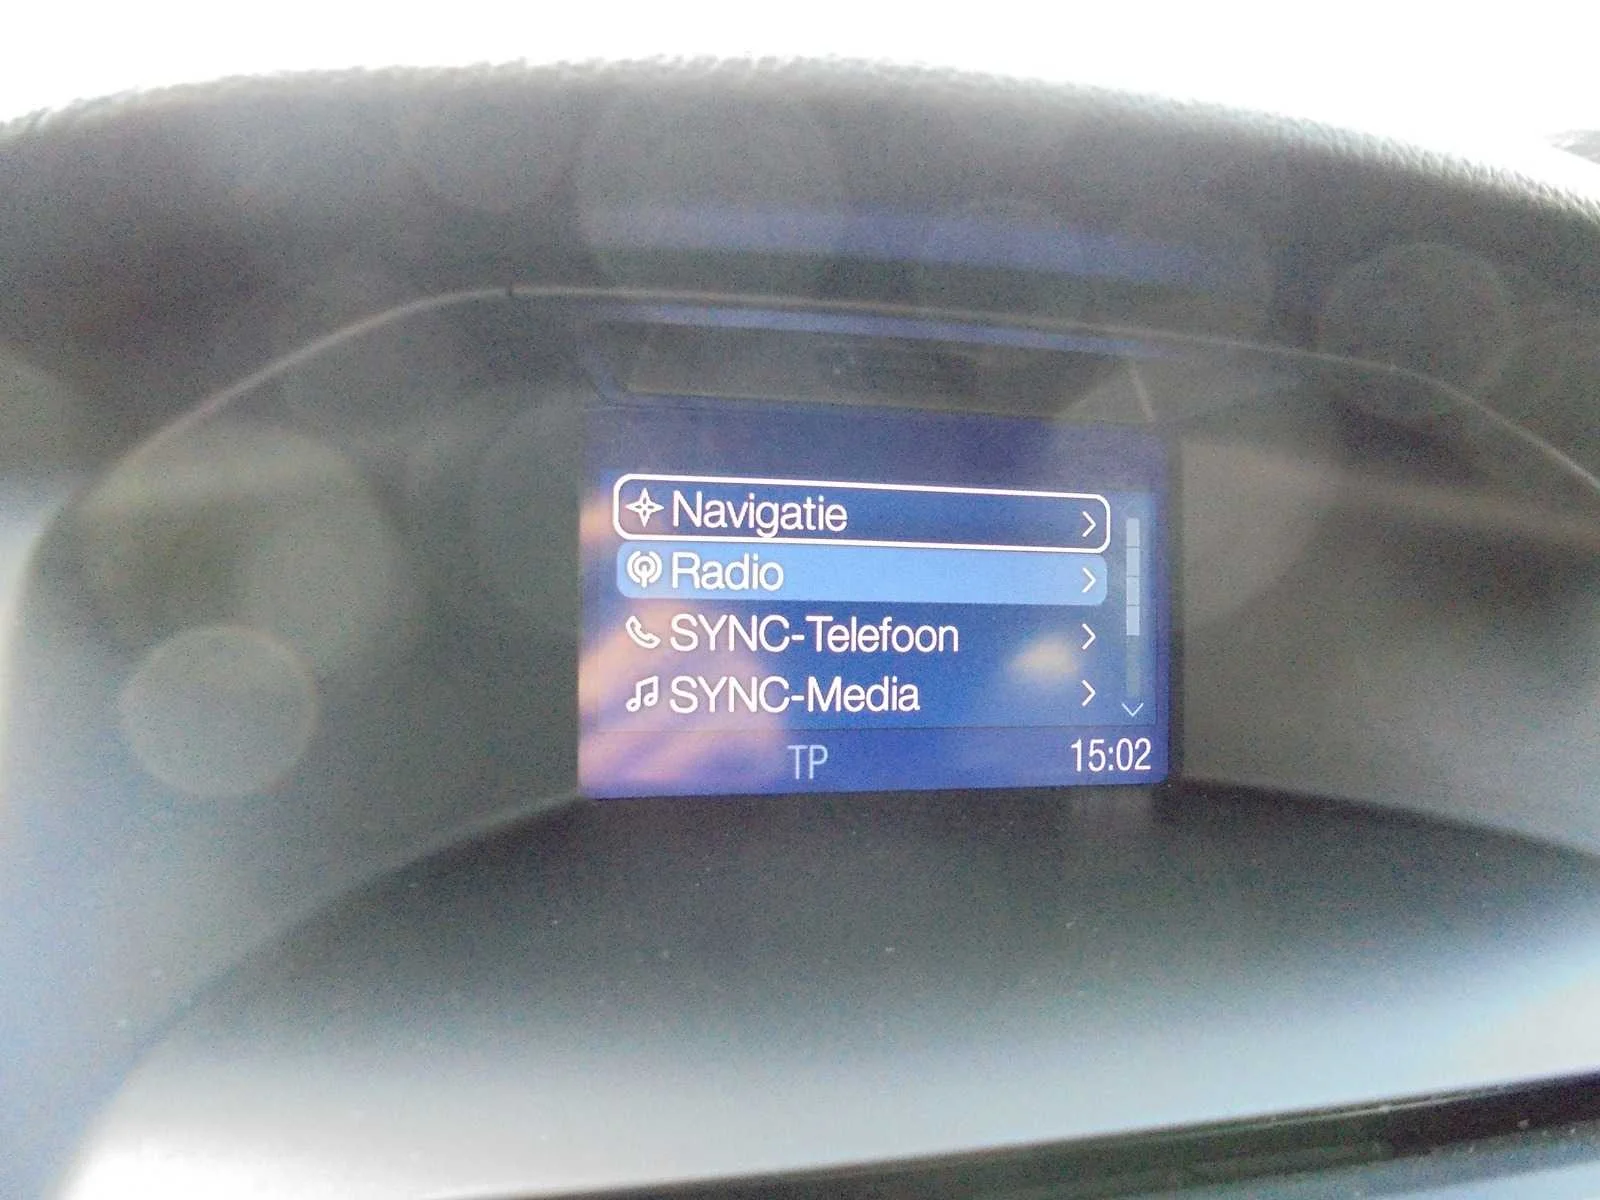 Navigatie
Radio
SYNC-Telefoon
SYNC-Media
TP 15:02